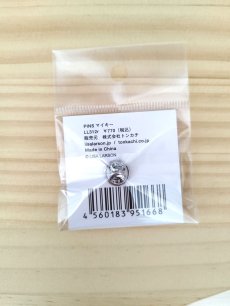 PINS マイキー
LL310r ￥770（税込）
販売元 株式会社トンカチ
lisalarson.jp / tonkachi.co.jp
Made in China
© LISA LARSON
4 560183 951668